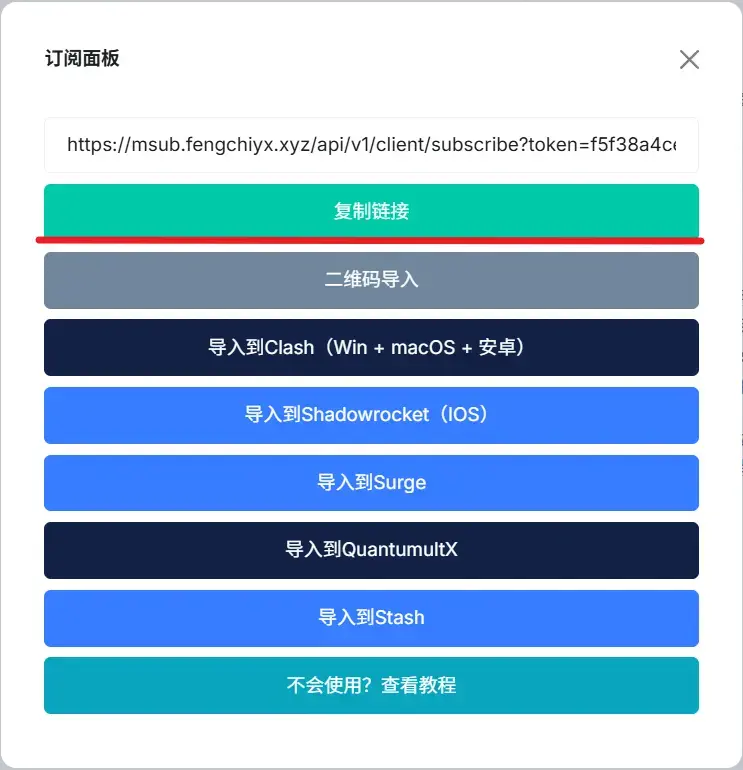 订阅面板
https://msub.fengchiyx.xyz/api/v1/client/subscribe?token=f5f38a4ce
复制链接
二维码导入
导入到Clash（Win + macOS + 安卓）
导入到Shadowrocket（IOS）
导入到Surge
导入到QuantumultX
导入到Stash
不会使用？查看教程